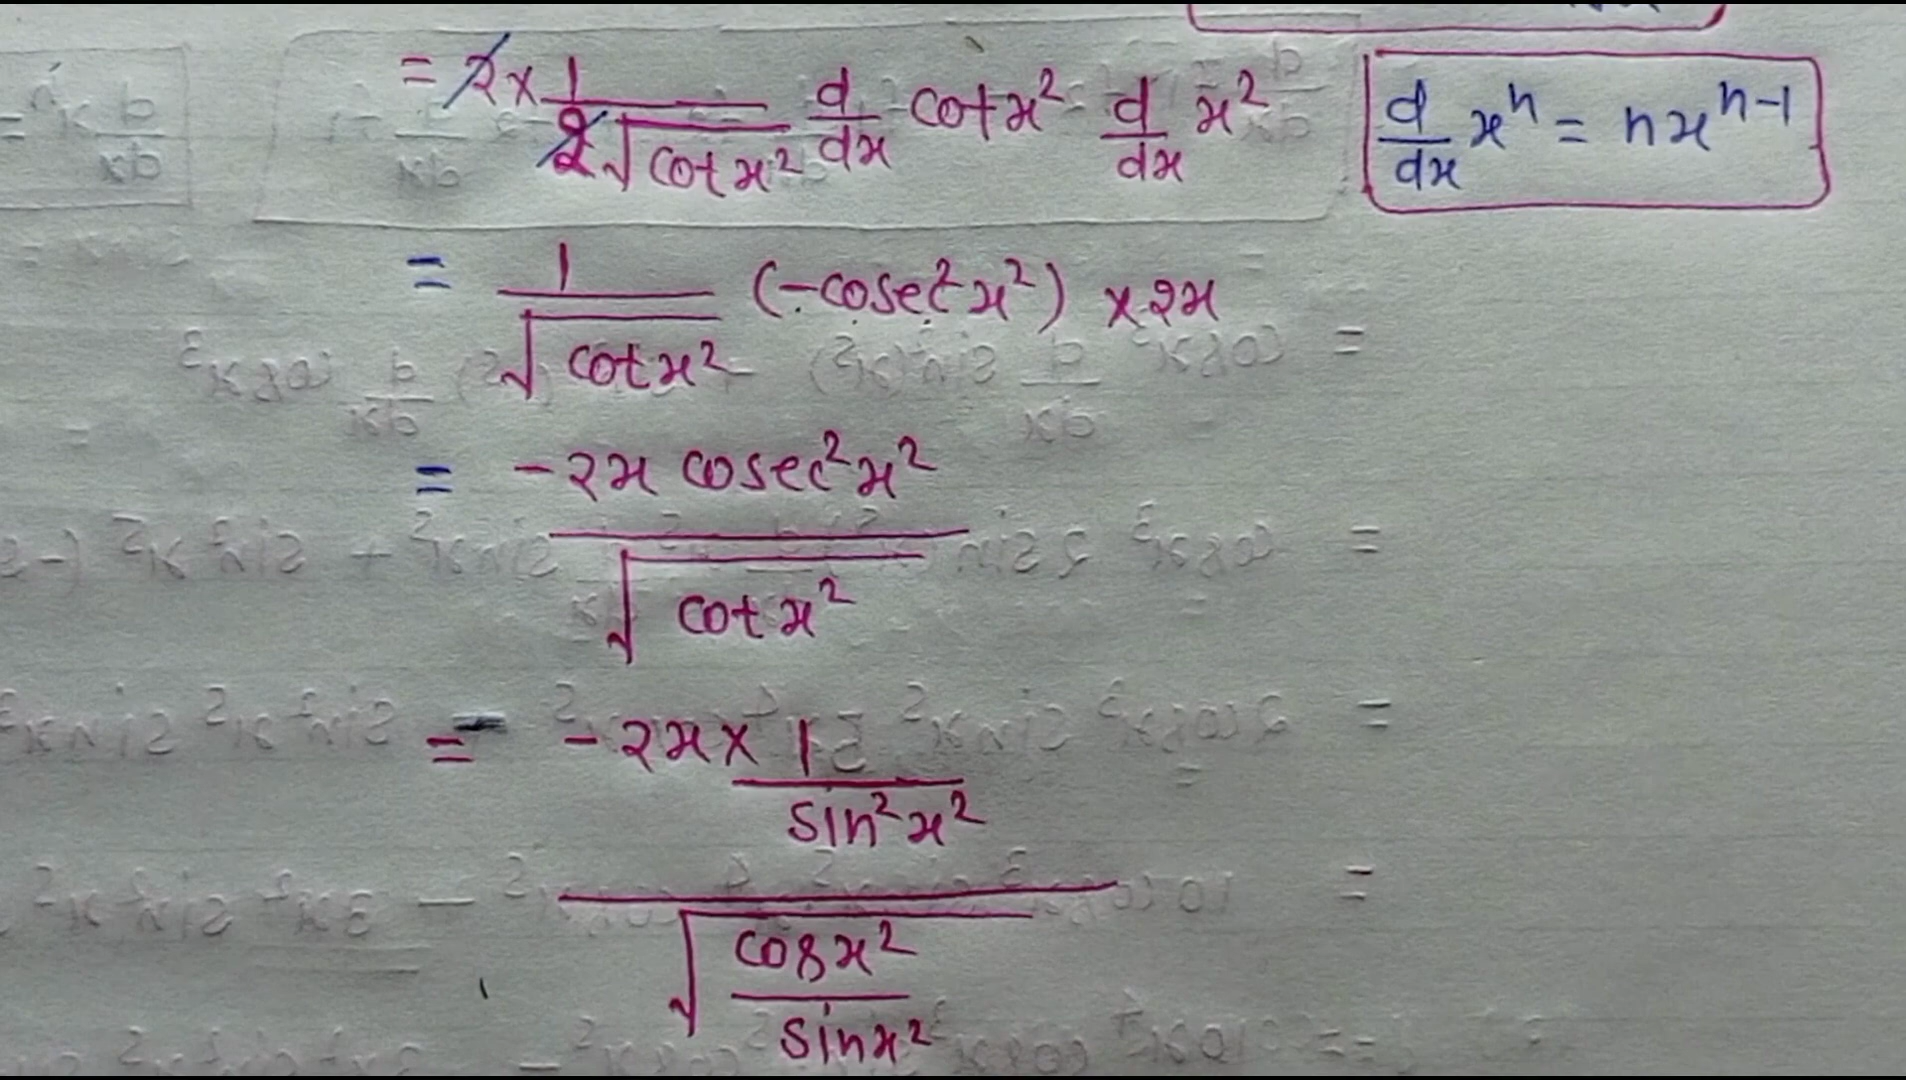 = 2 × 1/(2√(cot x²)) d/dx cot x² d/dx x²
d/dx xⁿ = nxⁿ⁻¹
= 1/√(cot x²) (-cosec² x²) × 2x
= -2x cosec² x² / √(cot x²)
= -2x × 1/(sin² x²) / √(cos x² / sin x²)